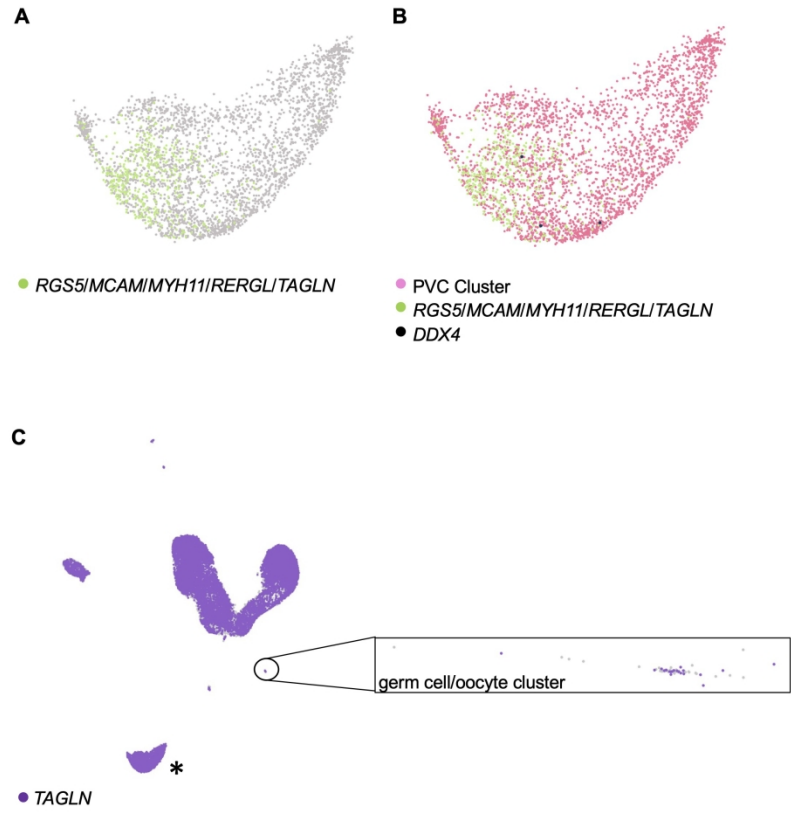 A
B
RGS5/MCAM/MYH11/RERGL/TAGLN
PVC Cluster
RGS5/MCAM/MYH11/RERGL/TAGLN
DDX4
C
germ cell/oocyte cluster
*
TAGLN